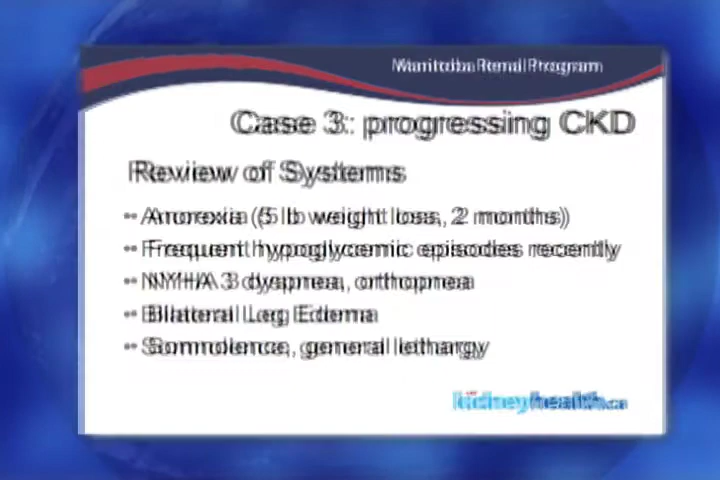 Manitoba Renal Program
Case 3: progressing CKD
Review of Systems
- Anorexia (5 lb weight loss, 2 months)
- Frequent hypoglycemic episodes recently
- NYHA 3 dyspnea, orthopnea
- Bilateral Leg Edema
- Somnolence, general lethargy
kidneyhealth.ca